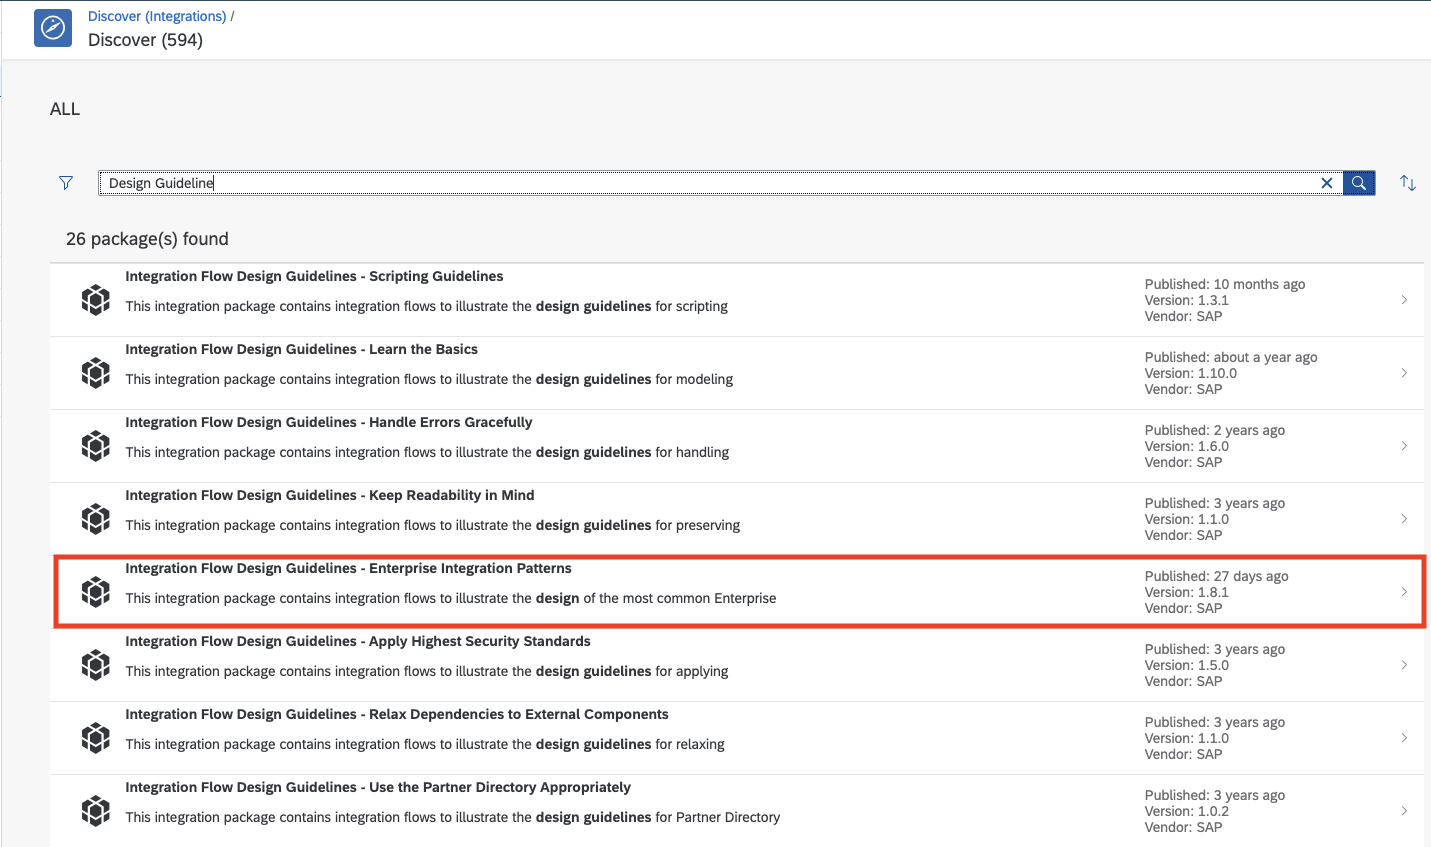 Discover (Integrations) /
Discover (594)
ALL
Design Guideline
26 package(s) found
Integration Flow Design Guidelines - Scripting Guidelines
This integration package contains integration flows to illustrate the design guidelines for scripting
Published: 10 months ago
Version: 1.3.1
Vendor: SAP
Integration Flow Design Guidelines - Learn the Basics
This integration package contains integration flows to illustrate the design guidelines for modeling
Published: about a year ago
Version: 1.10.0
Vendor: SAP
Integration Flow Design Guidelines - Handle Errors Gracefully
This integration package contains integration flows to illustrate the design guidelines for handling
Published: 2 years ago
Version: 1.6.0
Vendor: SAP
Integration Flow Design Guidelines - Keep Readability in Mind
This integration package contains integration flows to illustrate the design guidelines for preserving
Published: 3 years ago
Version: 1.1.0
Vendor: SAP
Integration Flow Design Guidelines - Enterprise Integration Patterns
This integration package contains integration flows to illustrate the design of the most common Enterprise
Published: 27 days ago
Version: 1.8.1
Vendor: SAP
Integration Flow Design Guidelines - Apply Highest Security Standards
This integration package contains integration flows to illustrate the design guidelines for applying
Published: 3 years ago
Version: 1.5.0
Vendor: SAP
Integration Flow Design Guidelines - Relax Dependencies to External Components
This integration package contains integration flows to illustrate the design guidelines for relaxing
Published: 3 years ago
Version: 1.1.0
Vendor: SAP
Integration Flow Design Guidelines - Use the Partner Directory Appropriately
This integration package contains integration flows to illustrate the design guidelines for Partner Directory
Published: 3 years ago
Version: 1.0.2
Vendor: SAP